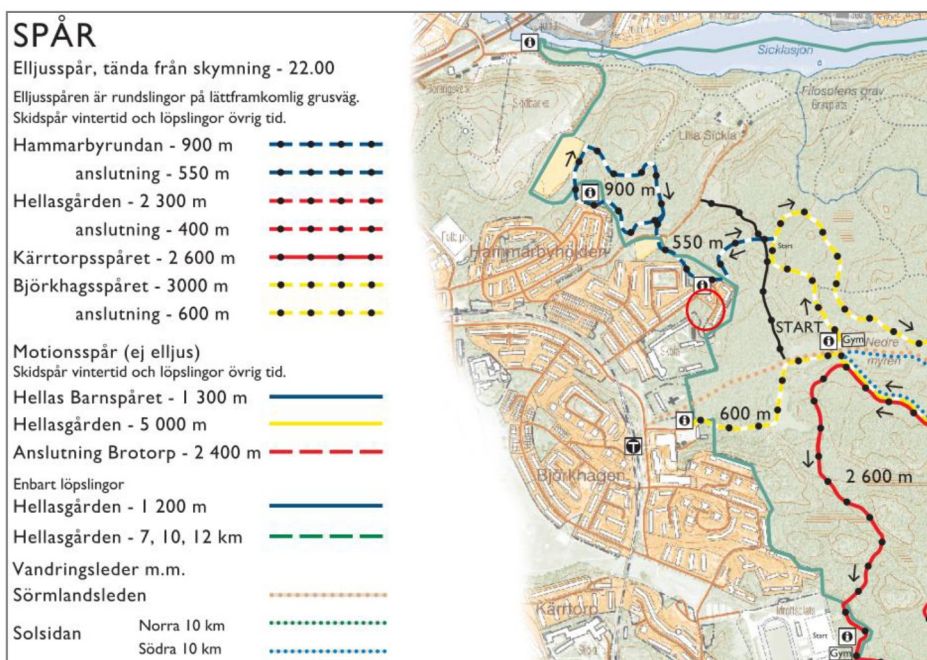 SPÅR
Elljusspår, tända från skymning - 22.00
Elljusspåren är rundslingor på lättframkomlig grusväg.
Skidspår vintertid och löpslingor övrig tid.
Hammarbyrundan - 900 m
anslutning - 550 m
Hellasgården - 2 300 m
anslutning - 400 m
Kärrtorpsspåret - 2 600 m
Björkhagsspåret - 3000 m
anslutning - 600 m
Motionsspår (ej elljus)
Skidspår vintertid och löpslingor övrig tid.
Hellas Barnspåret - 1 300 m
Hellasgården - 5 000 m
Anslutning Brotorp - 2 400 m
Enbart löpslingor
Hellasgården - 1 200 m
Hellasgården - 7, 10, 12 km
Vandringsleder m.m.
Sörmlandsleden
Solsidan Norra 10 km
Södra 10 km
Sicklasjön
Filosofens grav
Lilla Sickla
900 m
Hammarbyhöjden
550 m
Start
START
Gym
Nedre
myren
Skola
600 m
T
Björkhagen
2 600 m
Kärrtorp
Start
Gym